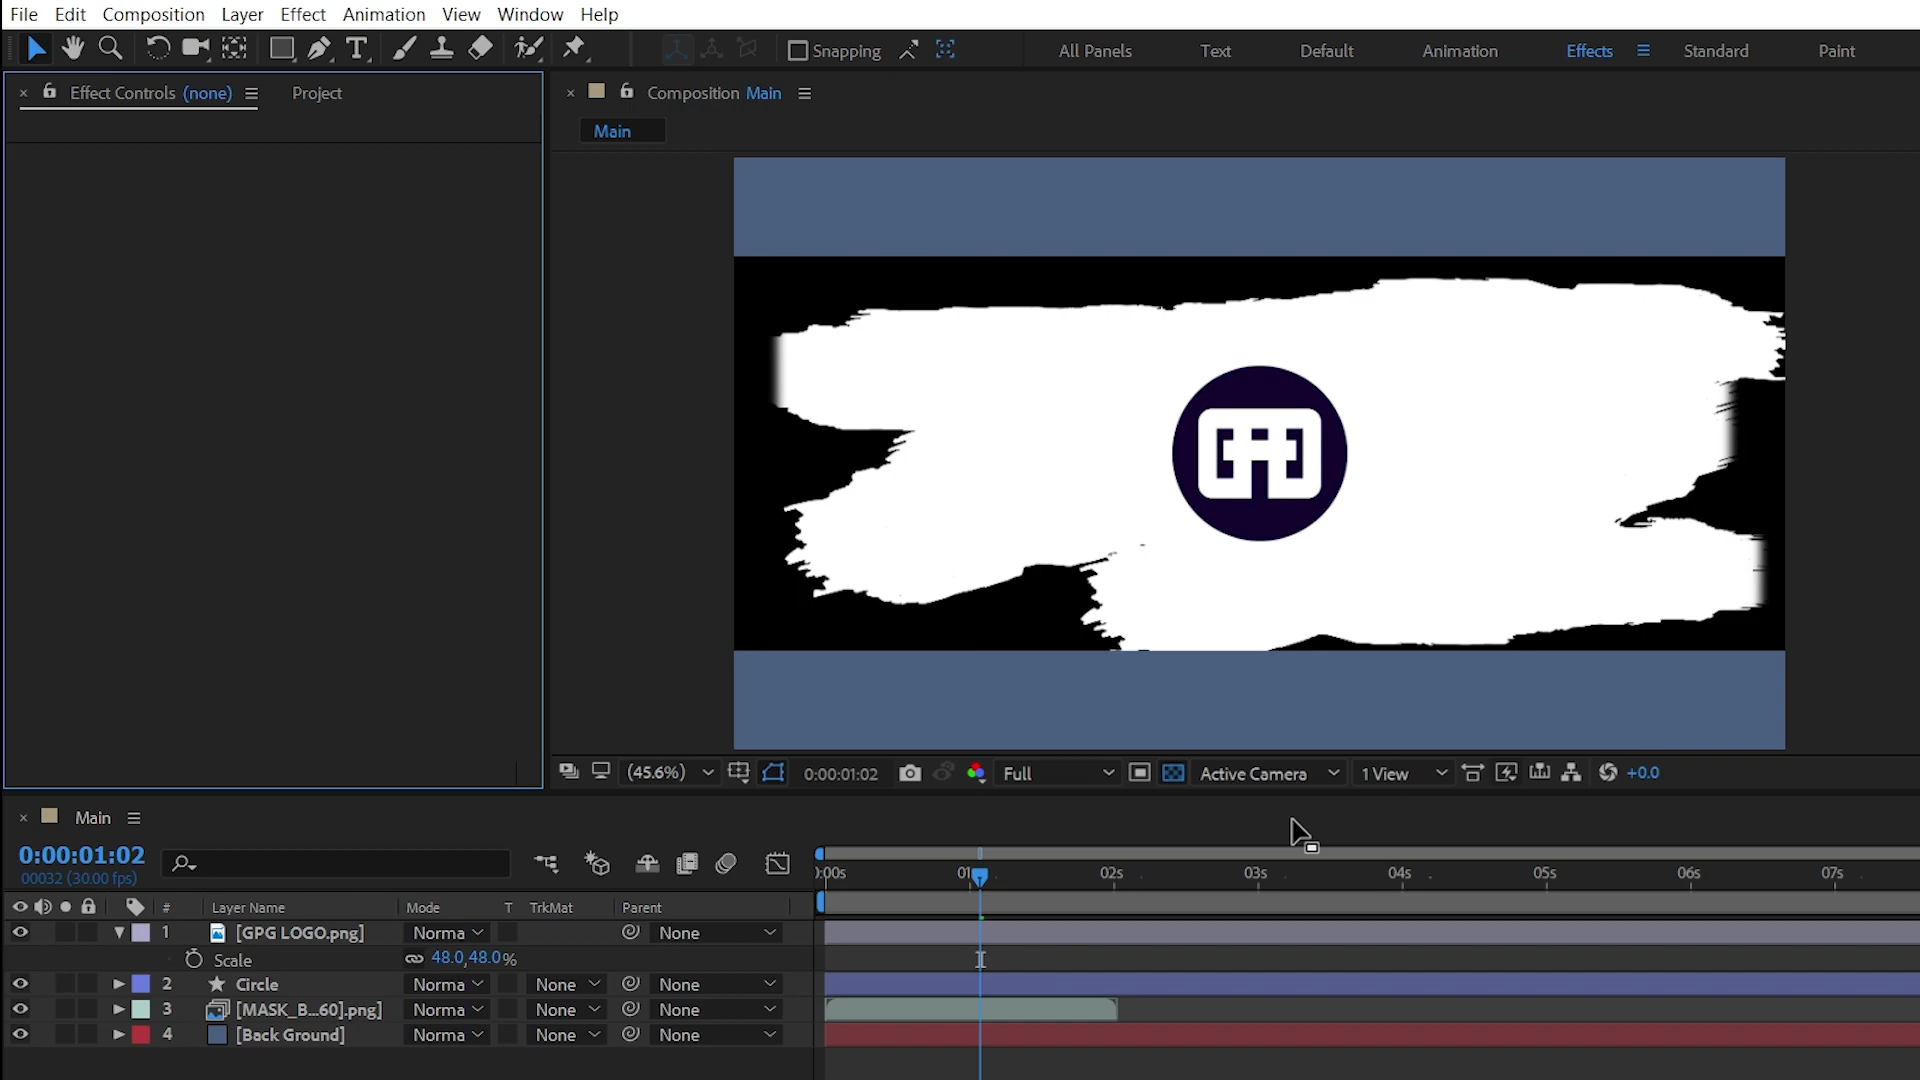 File Edit Composition Layer Effect Animation View Window Help
Snapping All Panels Text Default Animation Effects Standard Paint
Effect Controls (none) Project
Composition Main
Main
(45.6%) 0:00:01:02 Full Active Camera 1 View +0.0
Main
0:00:01:02
00032 (30.00 fps)
):00s 01 02s 03s 04s 05s 06s 07s
# Layer Name Mode T TrkMat Parent
1 [GPG LOGO.png] Norma None
Scale 48.0,48.0%
2 Circle Norma None None
3 [MASK_B...60].png] Norma None None
4 [Back Ground] Norma None None